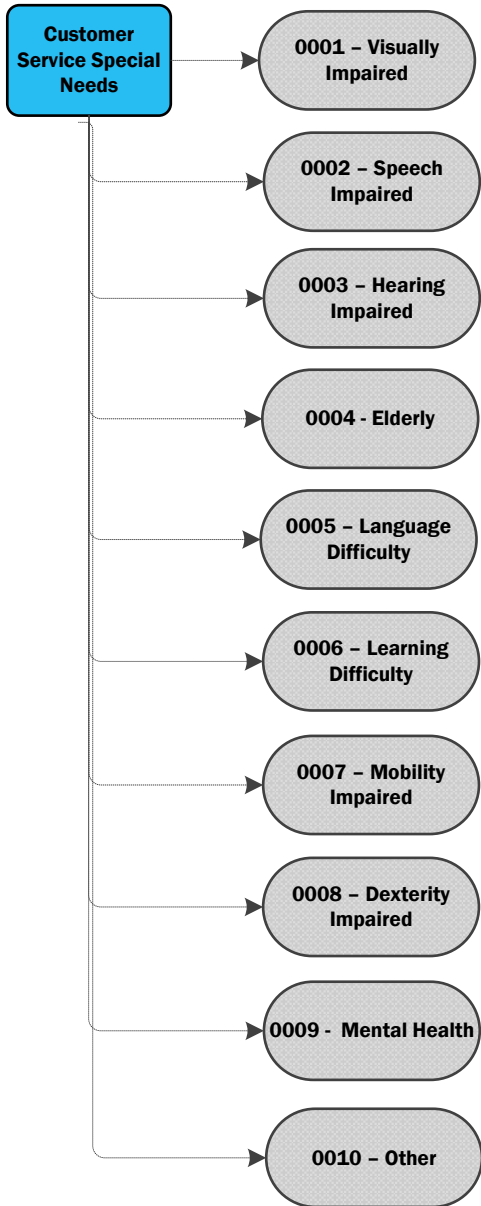 Customer
Service Special
Needs
0001 – Visually
Impaired
0002 – Speech
Impaired
0003 – Hearing
Impaired
0004 - Elderly
0005 – Language
Difficulty
0006 – Learning
Difficulty
0007 – Mobility
Impaired
0008 – Dexterity
Impaired
0009 -  Mental Health
0010 – Other